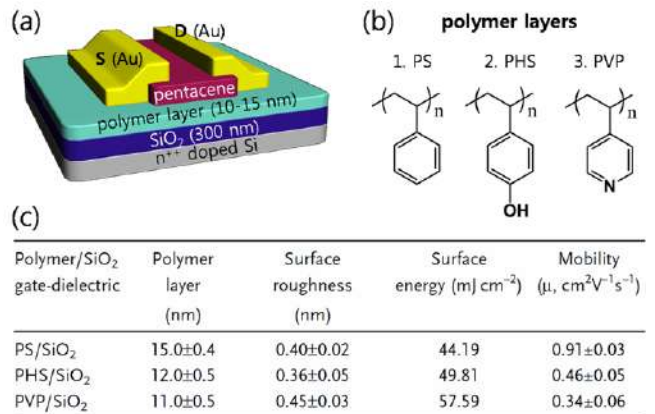 (a)
S (Au)
D (Au)
pentacene
polymer layer (10-15 nm)
SiO₂ (300 nm)
n⁺⁺ doped Si
(b) polymer layers
1. PS 2. PHS 3. PVP
n n n
OH N
(c)
Polymer/SiO₂ Polymer Surface Surface Mobility
gate-dielectric layer roughness energy (mJ cm⁻²) (μ, cm²V⁻¹s⁻¹)
(nm) (nm)
PS/SiO₂ 15.0±0.4 0.40±0.02 44.19 0.91±0.03
PHS/SiO₂ 12.0±0.5 0.36±0.05 49.81 0.46±0.05
PVP/SiO₂ 11.0±0.5 0.45±0.03 57.59 0.34±0.06